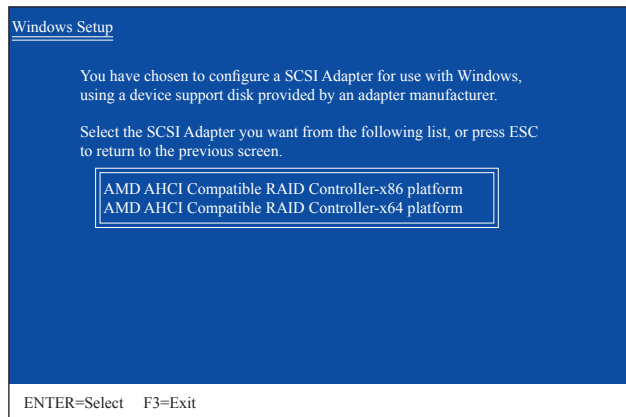 Windows Setup
You have chosen to configure a SCSI Adapter for use with Windows,
using a device support disk provided by an adapter manufacturer.
Select the SCSI Adapter you want from the following list, or press ESC
to return to the previous screen.
AMD AHCI Compatible RAID Controller-x86 platform
AMD AHCI Compatible RAID Controller-x64 platform
ENTER=Select F3=Exit